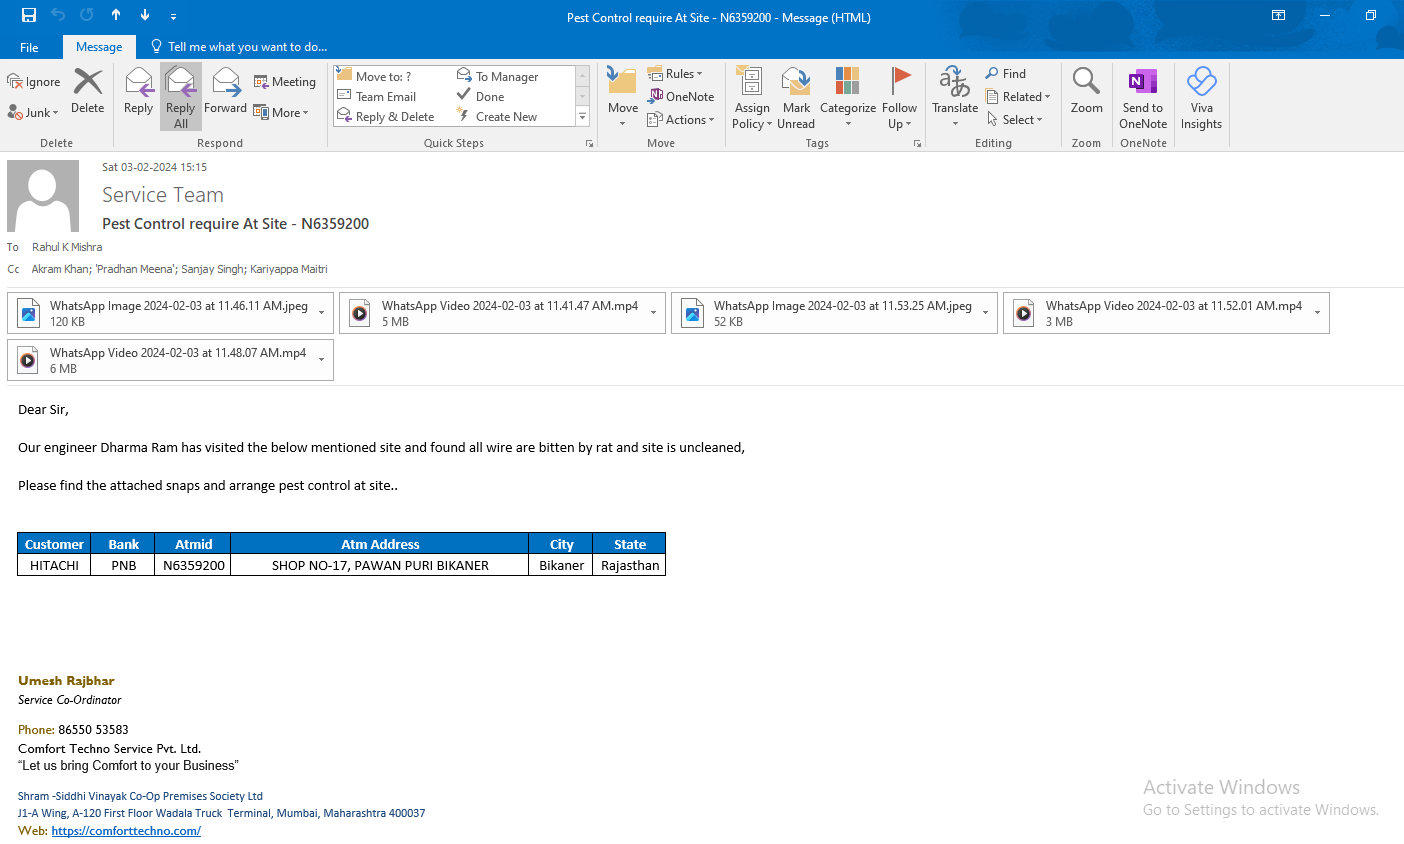 Pest Control require At Site - N6359200 - Message (HTML)
File
Message
Tell me what you want to do...
Ignore
Junk
Delete
Delete
Reply
Reply All
Forward
Meeting
More
Respond
Move to: ?
Team Email
Reply & Delete
To Manager
Done
Create New
Quick Steps
Move
Rules
OneNote
Actions
Move
Assign Policy
Mark Unread
Categorize
Follow Up
Tags
Translate
Find
Related
Select
Editing
Zoom
Zoom
Send to OneNote
OneNote
Viva Insights
Sat 03-02-2024 15:15
Service Team
Pest Control require At Site - N6359200
To Rahul K Mishra
Cc Akram Khan; 'Pradhan Meena'; Sanjay Singh; Kariyappa Maitri
WhatsApp Image 2024-02-03 at 11.46.11 AM.jpeg
120 KB
WhatsApp Video 2024-02-03 at 11.41.47 AM.mp4
5 MB
WhatsApp Image 2024-02-03 at 11.53.25 AM.jpeg
52 KB
WhatsApp Video 2024-02-03 at 11.52.01 AM.mp4
3 MB
WhatsApp Video 2024-02-03 at 11.48.07 AM.mp4
6 MB
Dear Sir,
Our engineer Dharma Ram has visited the below mentioned site and found all wire are bitten by rat and site is uncleaned,
Please find the attached snaps and arrange pest control at site..
Customer Bank Atmid Atm Address City State
HITACHI PNB N6359200 SHOP NO-17, PAWAN PURI BIKANER Bikaner Rajasthan
Umesh Rajbhar
Service Co-Ordinator
Phone: 86550 53583
Comfort Techno Service Pvt. Ltd.
“Let us bring Comfort to your Business”
Shram -Siddhi Vinayak Co-Op Premises Society Ltd
J1-A Wing, A-120 First Floor Wadala Truck Terminal, Mumbai, Maharashtra 400037
Web: https://comforttechno.com/
Activate Windows
Go to Settings to activate Windows.